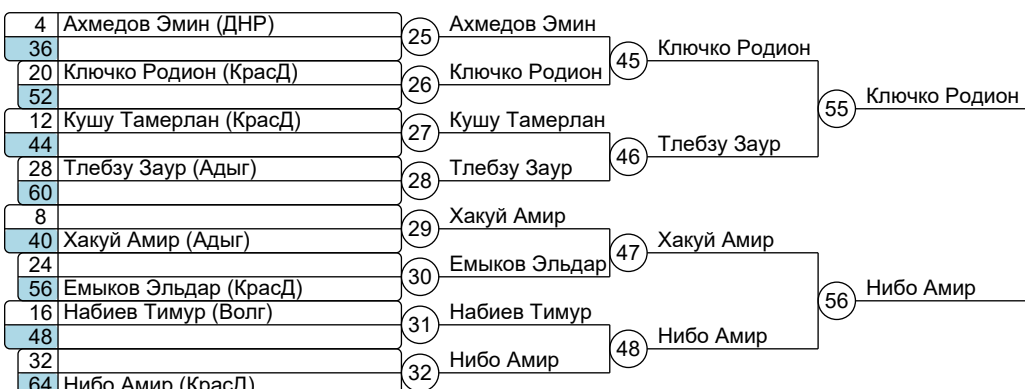 4 Ахмедов Эмин (ДНР)
36
25 Ахмедов Эмин
20 Ключко Родион (КрасД)
52
26 Ключко Родион
45 Ключко Родион
12 Кушу Тамерлан (КрасД)
44
27 Кушу Тамерлан
28 Тлебзу Заур (Адыг)
60
28 Тлебзу Заур
46 Тлебзу Заур
55 Ключко Родион
8
40 Хакуй Амир (Адыг)
29 Хакуй Амир
24
56 Емыков Эльдар (КрасД)
30 Емыков Эльдар
47 Хакуй Амир
16 Набиев Тимур (Волг)
48
31 Набиев Тимур
32
64 Нибо Амир (КрасД)
32 Нибо Амир
48 Нибо Амир
56 Нибо Амир